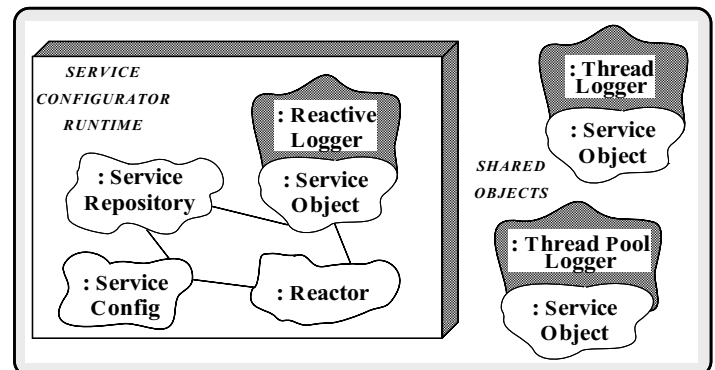 SERVICE
CONFIGURATOR
RUNTIME
: Reactive
Logger
: Service
Object
: Service
Repository
: Service
Config
: Reactor
: Thread
Logger
: Service
Object
SHARED
OBJECTS
: Thread Pool
Logger
: Service
Object